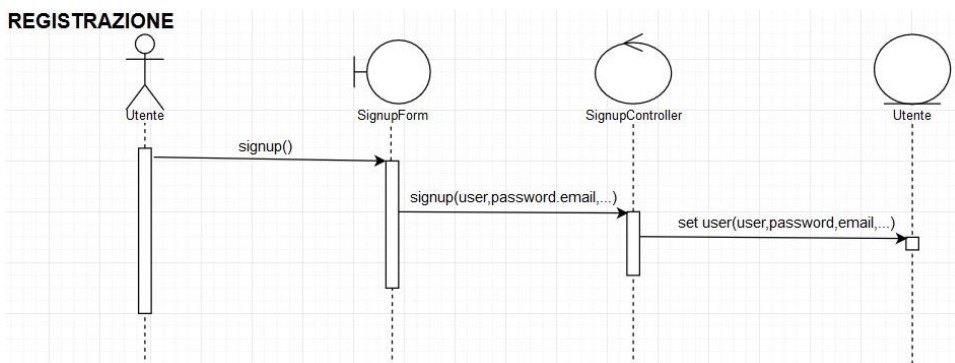 REGISTRAZIONE
Utente
SignupForm
SignupController
Utente
signup()
signup(user,password.email,...)
set user(user,password,email,...)